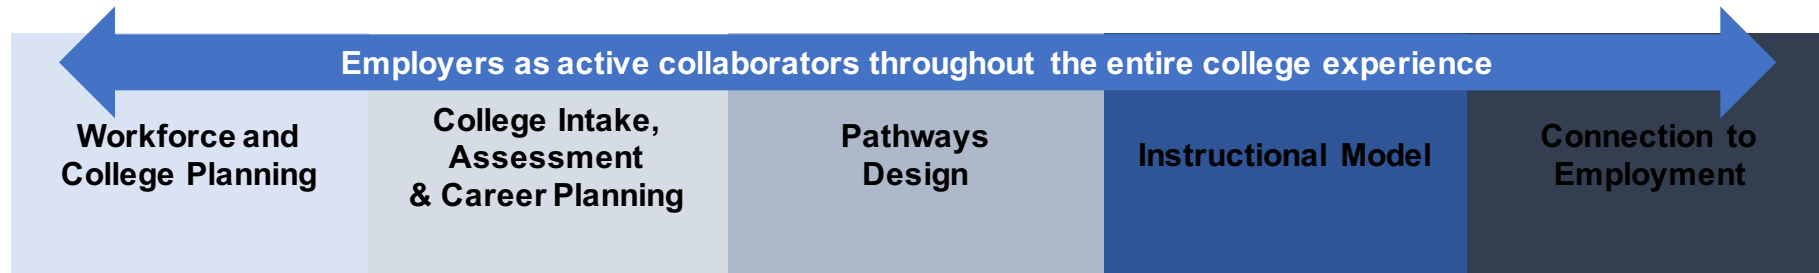 Employers as active collaborators throughout the entire college experience
Workforce and
College Planning
College Intake,
Assessment
& Career Planning
Pathways
Design
Instructional Model
Connection to
Employment